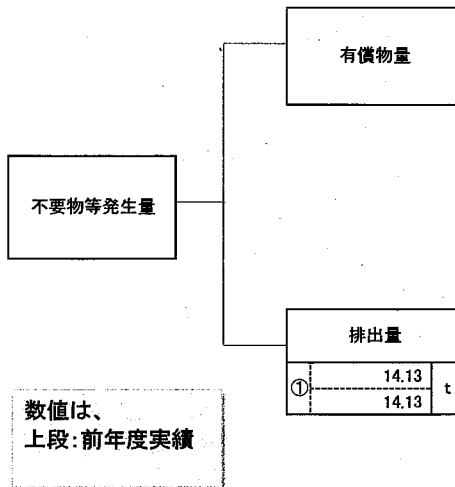 有償物量
不要物等発生量
排出量
① 14.13 t
14.13
数値は、
上段:前年度実績